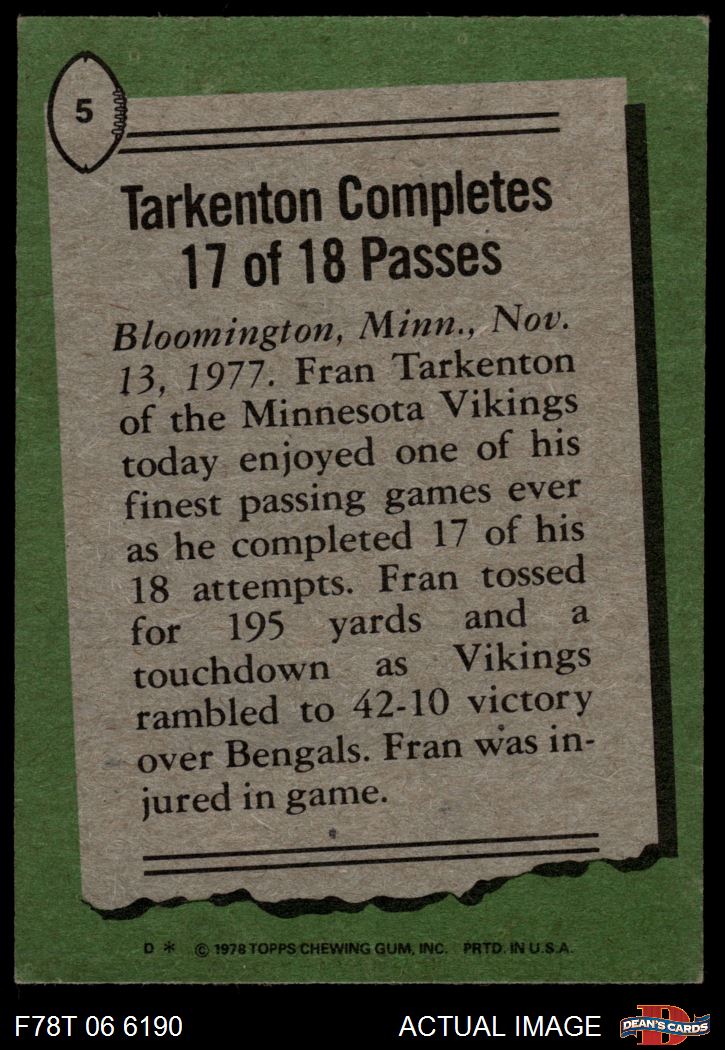 5
Tarkenton Completes
17 of 18 Passes
Bloomington, Minn., Nov.
13, 1977. Fran Tarkenton
of the Minnesota Vikings
today enjoyed one of his
finest passing games ever
as he completed 17 of his
18 attempts. Fran tossed
for 195 yards and a
touchdown as Vikings
rambled to 42-10 victory
over Bengals. Fran was in-
jured in game.
D * © 1978 TOPPS CHEWING GUM, INC. PRTD. IN U.S.A.
F78T 06 6190 ACTUAL IMAGE D
DEAN'S CARDS